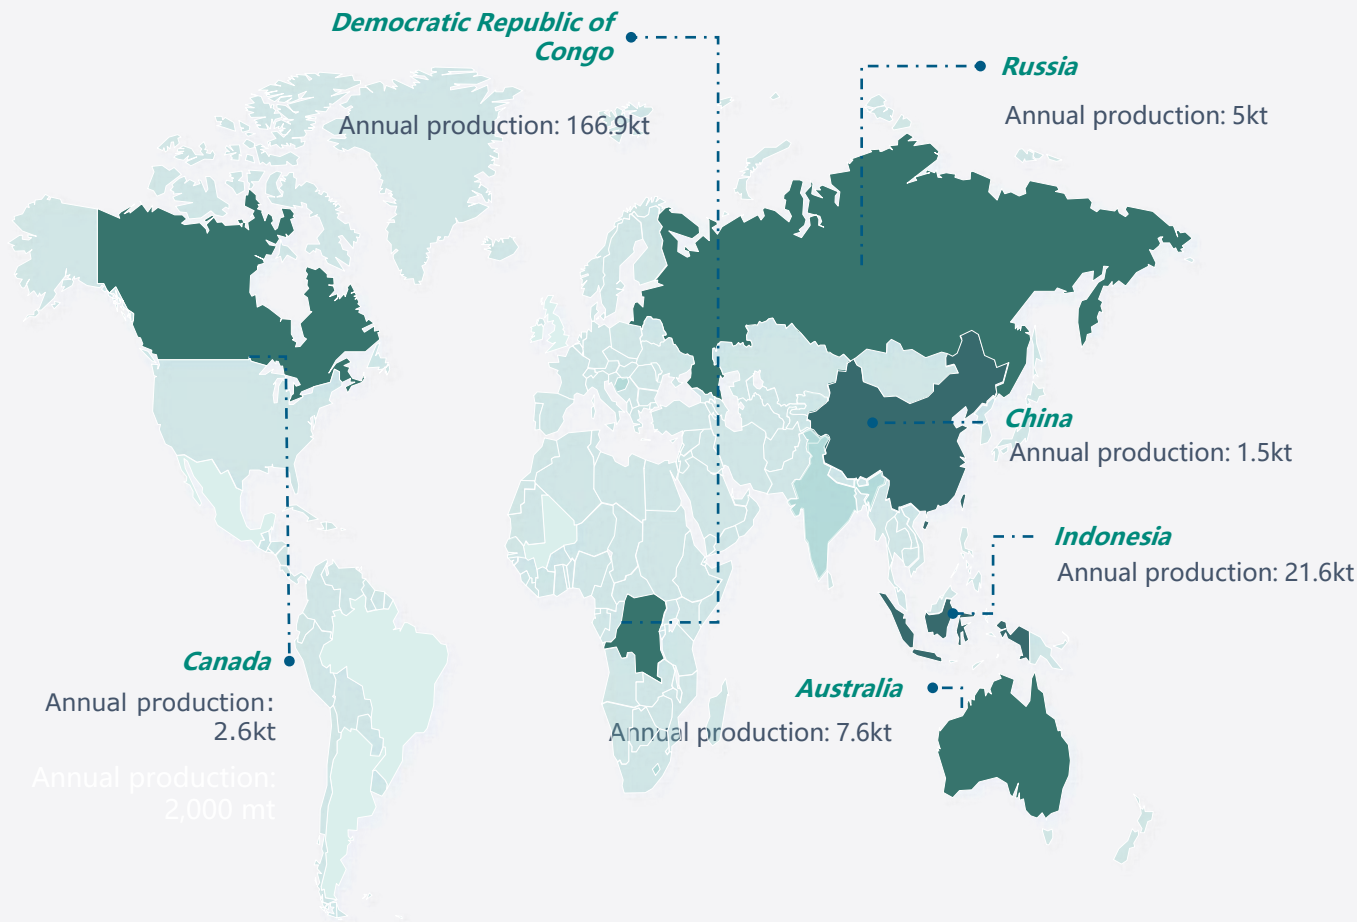 Democratic Republic of
Congo
Annual production: 166.9kt
Russia
Annual production: 5kt
China
Annual production: 1.5kt
Indonesia
Annual production: 21.6kt
Canada
Annual production:
2.6kt
Annual production:
2,000 mt
Australia
Annual production: 7.6kt